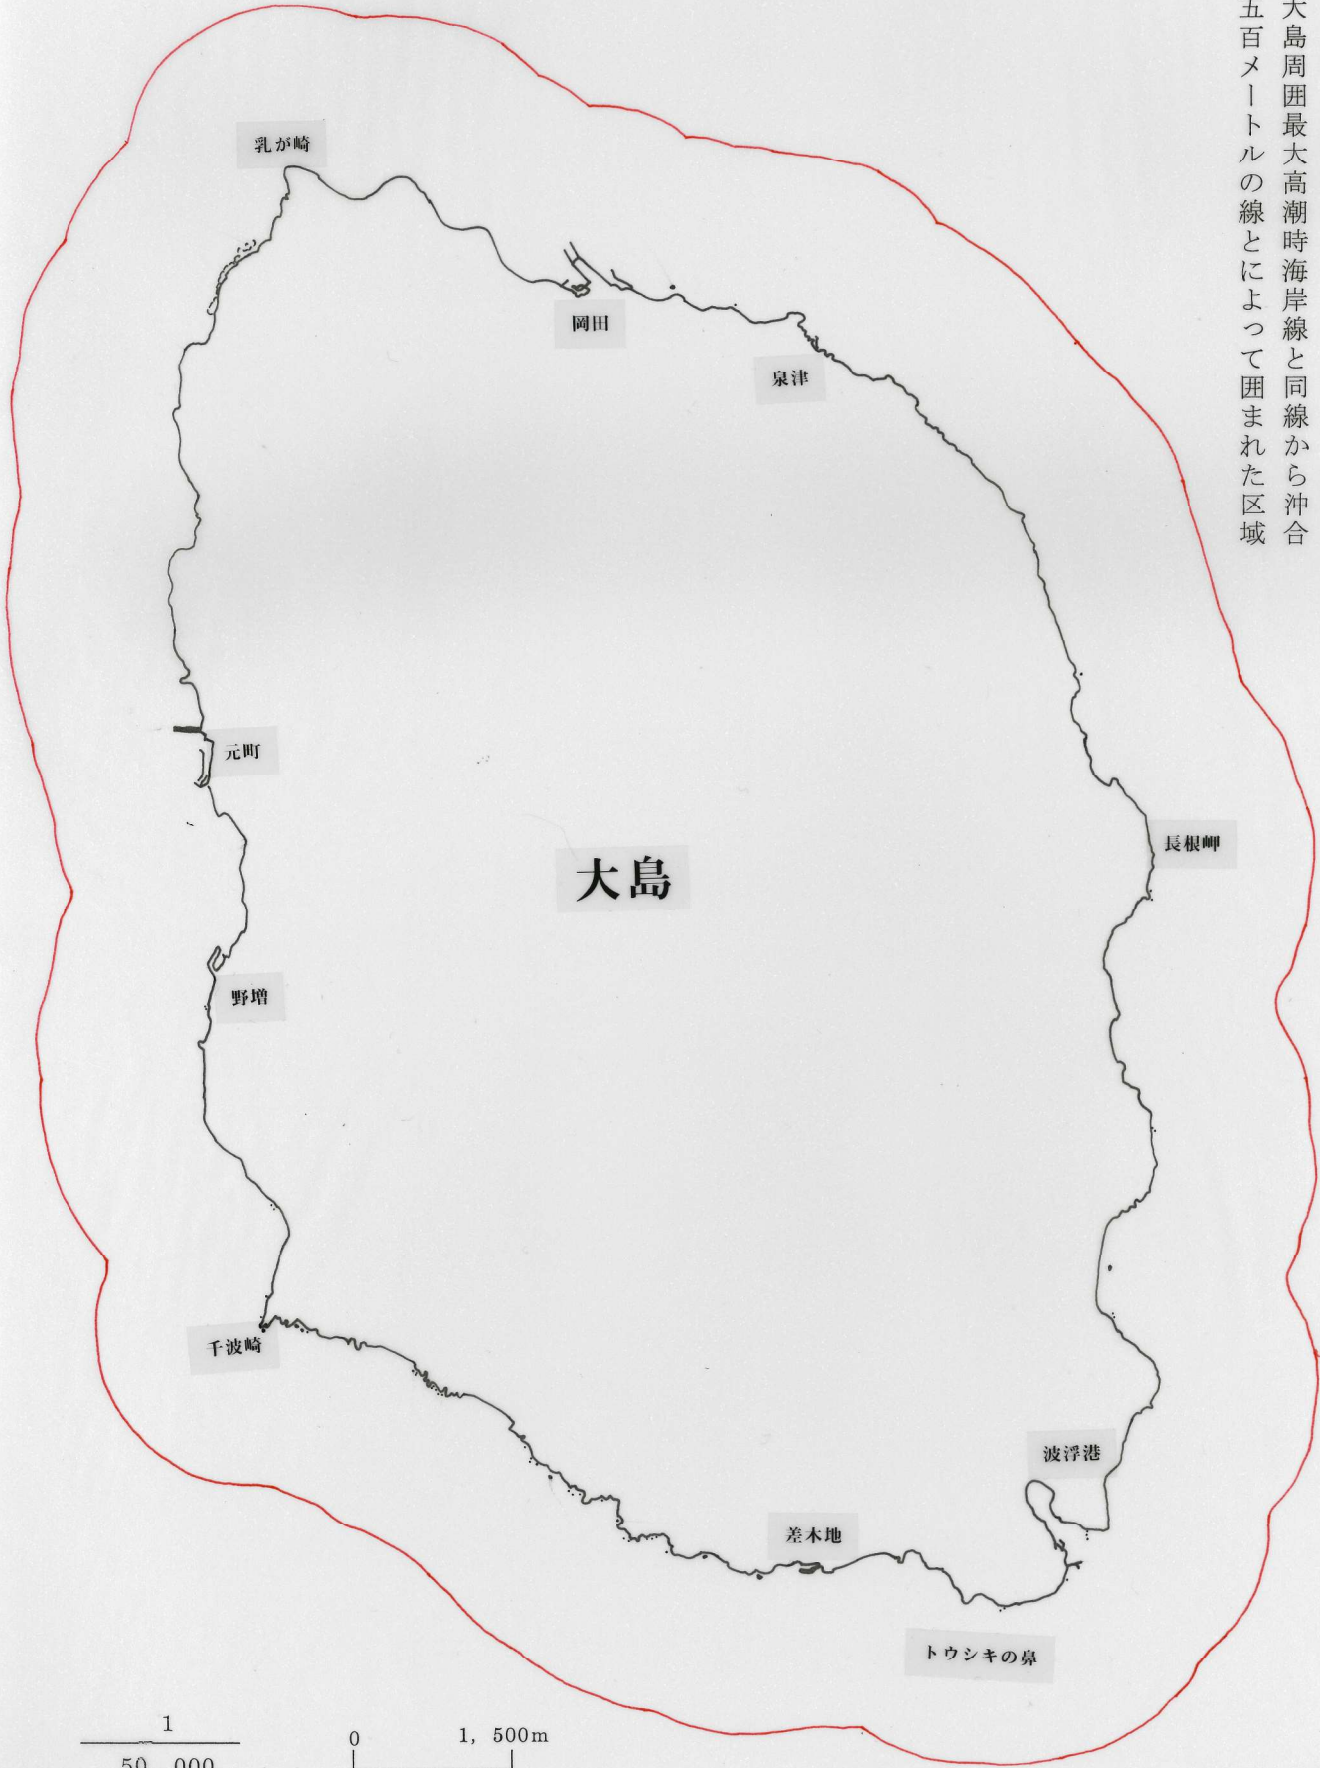 大島周囲最大高潮時海岸線と同線から沖合
五百メートルの線とによって囲まれた区域
乳が崎
岡田
泉津
元町
長根岬
大島
野増
千波崎
波浮港
差木地
トウシキの鼻
1
50, 000
0 1, 500m